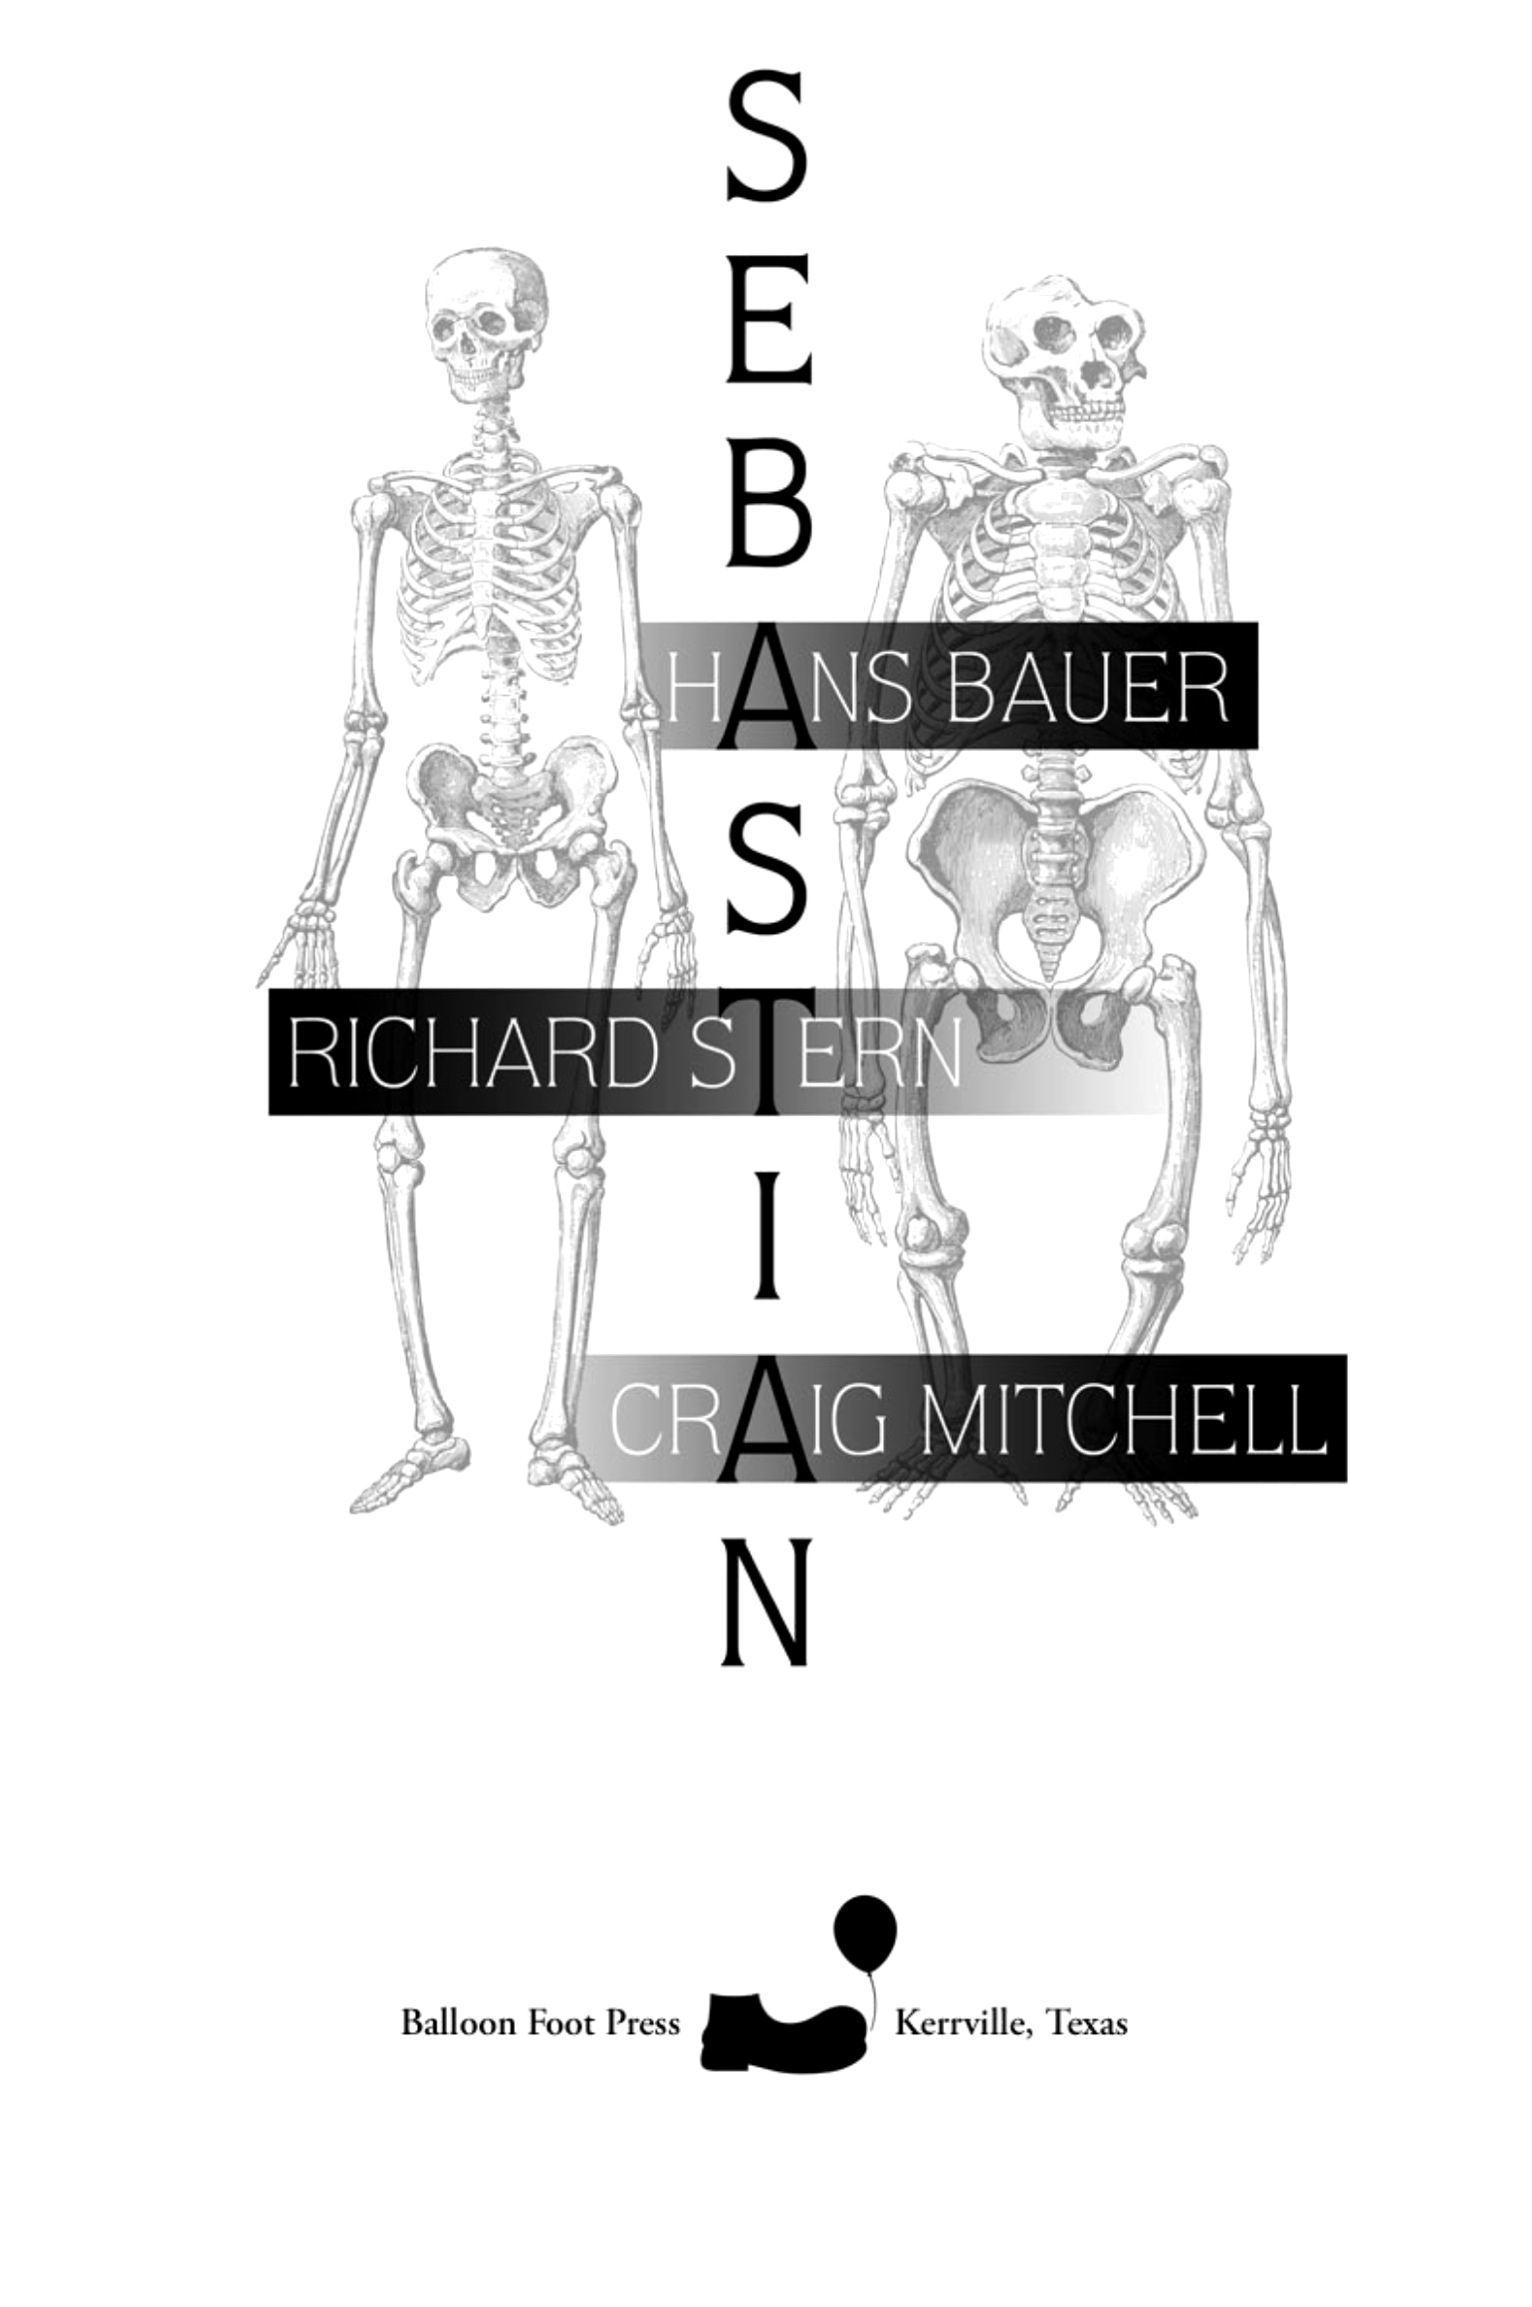 SEBASTIAN
HANS BAUER
RICHARD STERN
CRAIG MITCHELL
Balloon Foot Press Kerrville, Texas